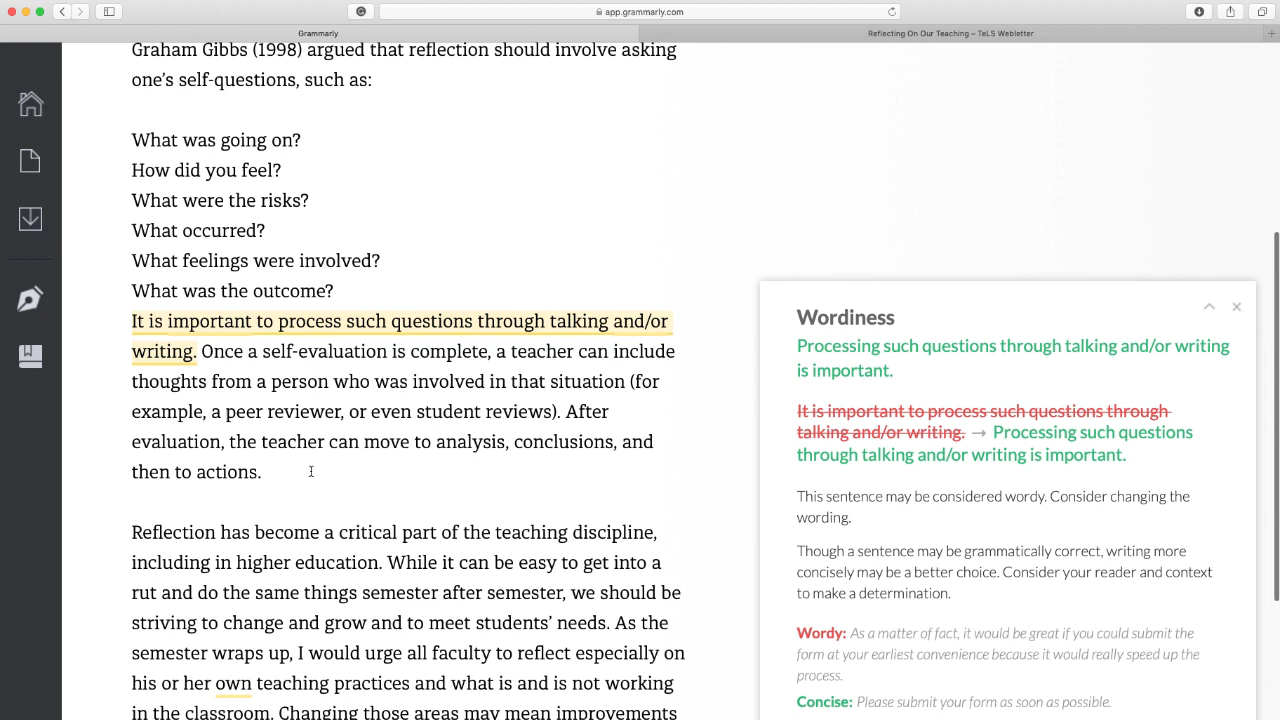 app.grammarly.com
Grammarly
Reflecting On Our Teaching – TeLS Webletter
Graham Gibbs (1998) argued that reflection should involve asking
one’s self-questions, such as:
What was going on?
How did you feel?
What were the risks?
What occurred?
What feelings were involved?
What was the outcome?
It is important to process such questions through talking and/or
writing. Once a self-evaluation is complete, a teacher can include
thoughts from a person who was involved in that situation (for
example, a peer reviewer, or even student reviews). After
evaluation, the teacher can move to analysis, conclusions, and
then to actions.
Reflection has become a critical part of the teaching discipline,
including in higher education. While it can be easy to get into a
rut and do the same things semester after semester, we should be
striving to change and grow and to meet students’ needs. As the
semester wraps up, I would urge all faculty to reflect especially on
his or her own teaching practices and what is and is not working
in the classroom. Changing those areas may mean improvements
Wordiness
Processing such questions through talking and/or writing
is important.
It is important to process such questions through
talking and/or writing. → Processing such questions
through talking and/or writing is important.
This sentence may be considered wordy. Consider changing the
wording.
Though a sentence may be grammatically correct, writing more
concisely may be a better choice. Consider your reader and context
to make a determination.
Wordy: As a matter of fact, it would be great if you could submit the
form at your earliest convenience because it would really speed up the
process.
Concise: Please submit your form as soon as possible.